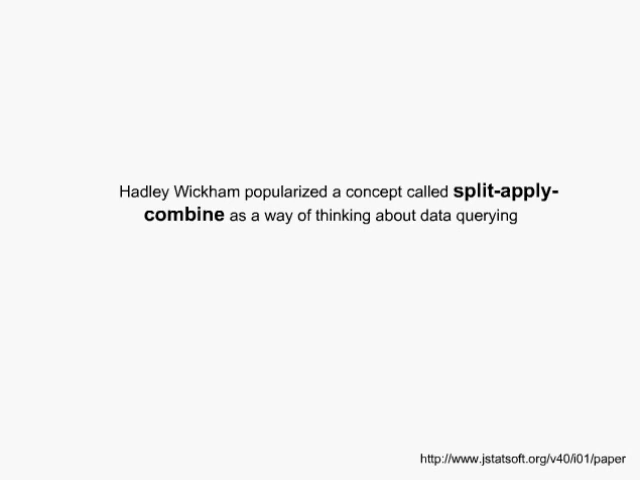 Hadley Wickham popularized a concept called split-apply-
combine as a way of thinking about data querying
http://www.jstatsoft.org/v40/i01/paper